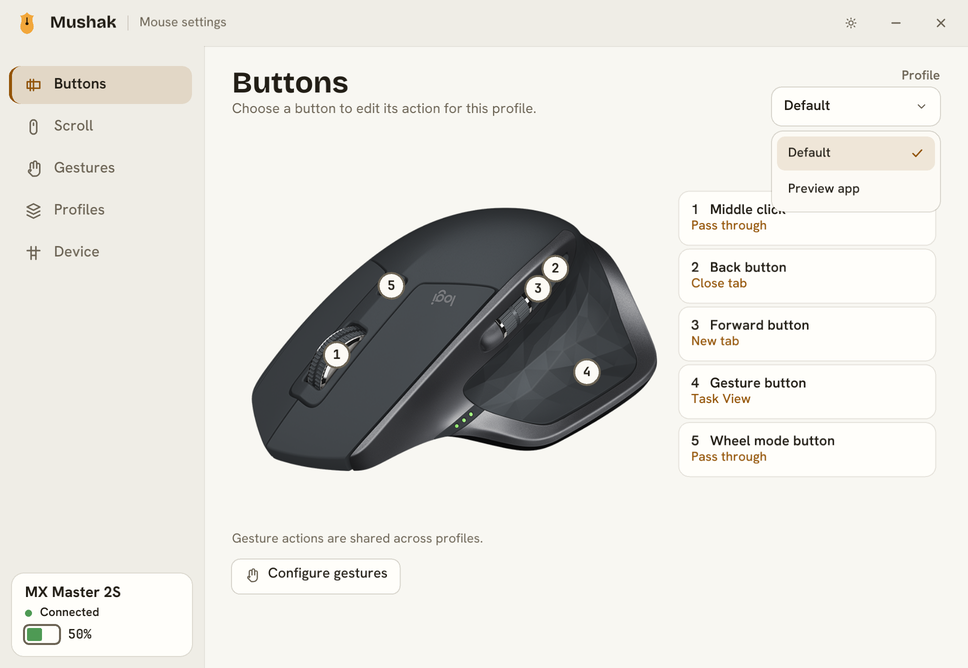 Mushak
Mouse settings
Buttons
Scroll
Gestures
Profiles
Device
MX Master 2S
Connected
50%
Buttons
Choose a button to edit its action for this profile.
Profile
Default
Default
Preview app
1 Middle click
Pass through
2 Back button
Close tab
3 Forward button
New tab
4 Gesture button
Task View
5 Wheel mode button
Pass through
logi
5
2
3
1
4
Gesture actions are shared across profiles.
Configure gestures